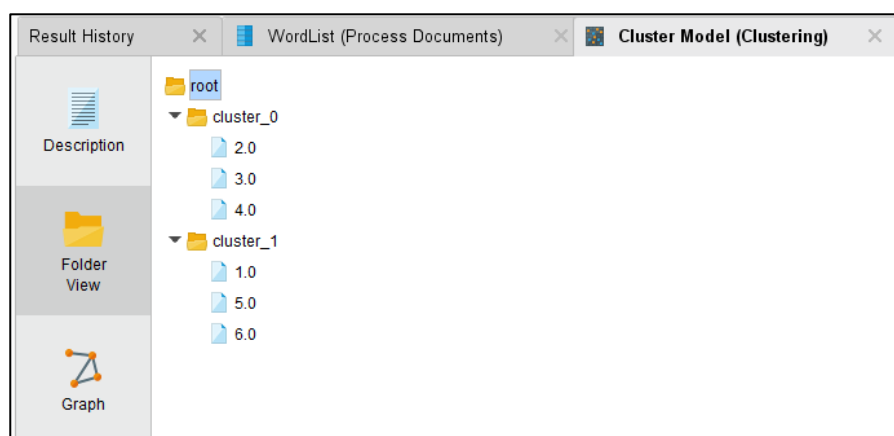 Result History
WordList (Process Documents)
Cluster Model (Clustering)
Description
Folder
View
Graph
root
cluster_0
2.0
3.0
4.0
cluster_1
1.0
5.0
6.0